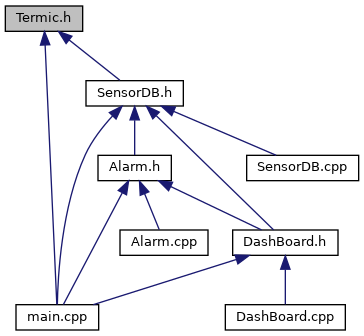 Termic.h
SensorDB.h
Alarm.h
SensorDB.cpp
Alarm.cpp
DashBoard.h
main.cpp
DashBoard.cpp